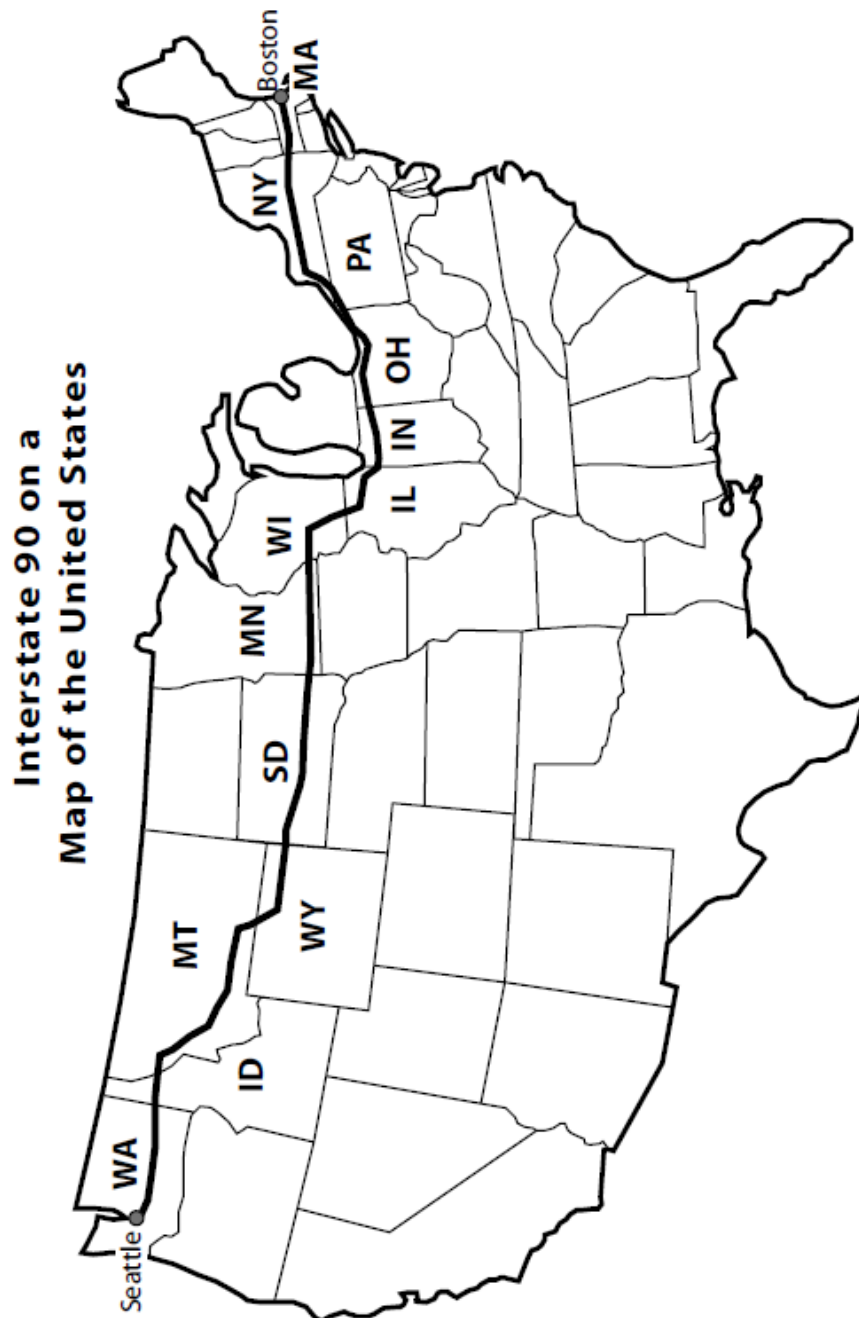 Interstate 90 on a
Map of the United States
Seattle
WA
ID
MT
WY
SD
MN
WI
IL
IN
OH
PA
NY
Boston
MA